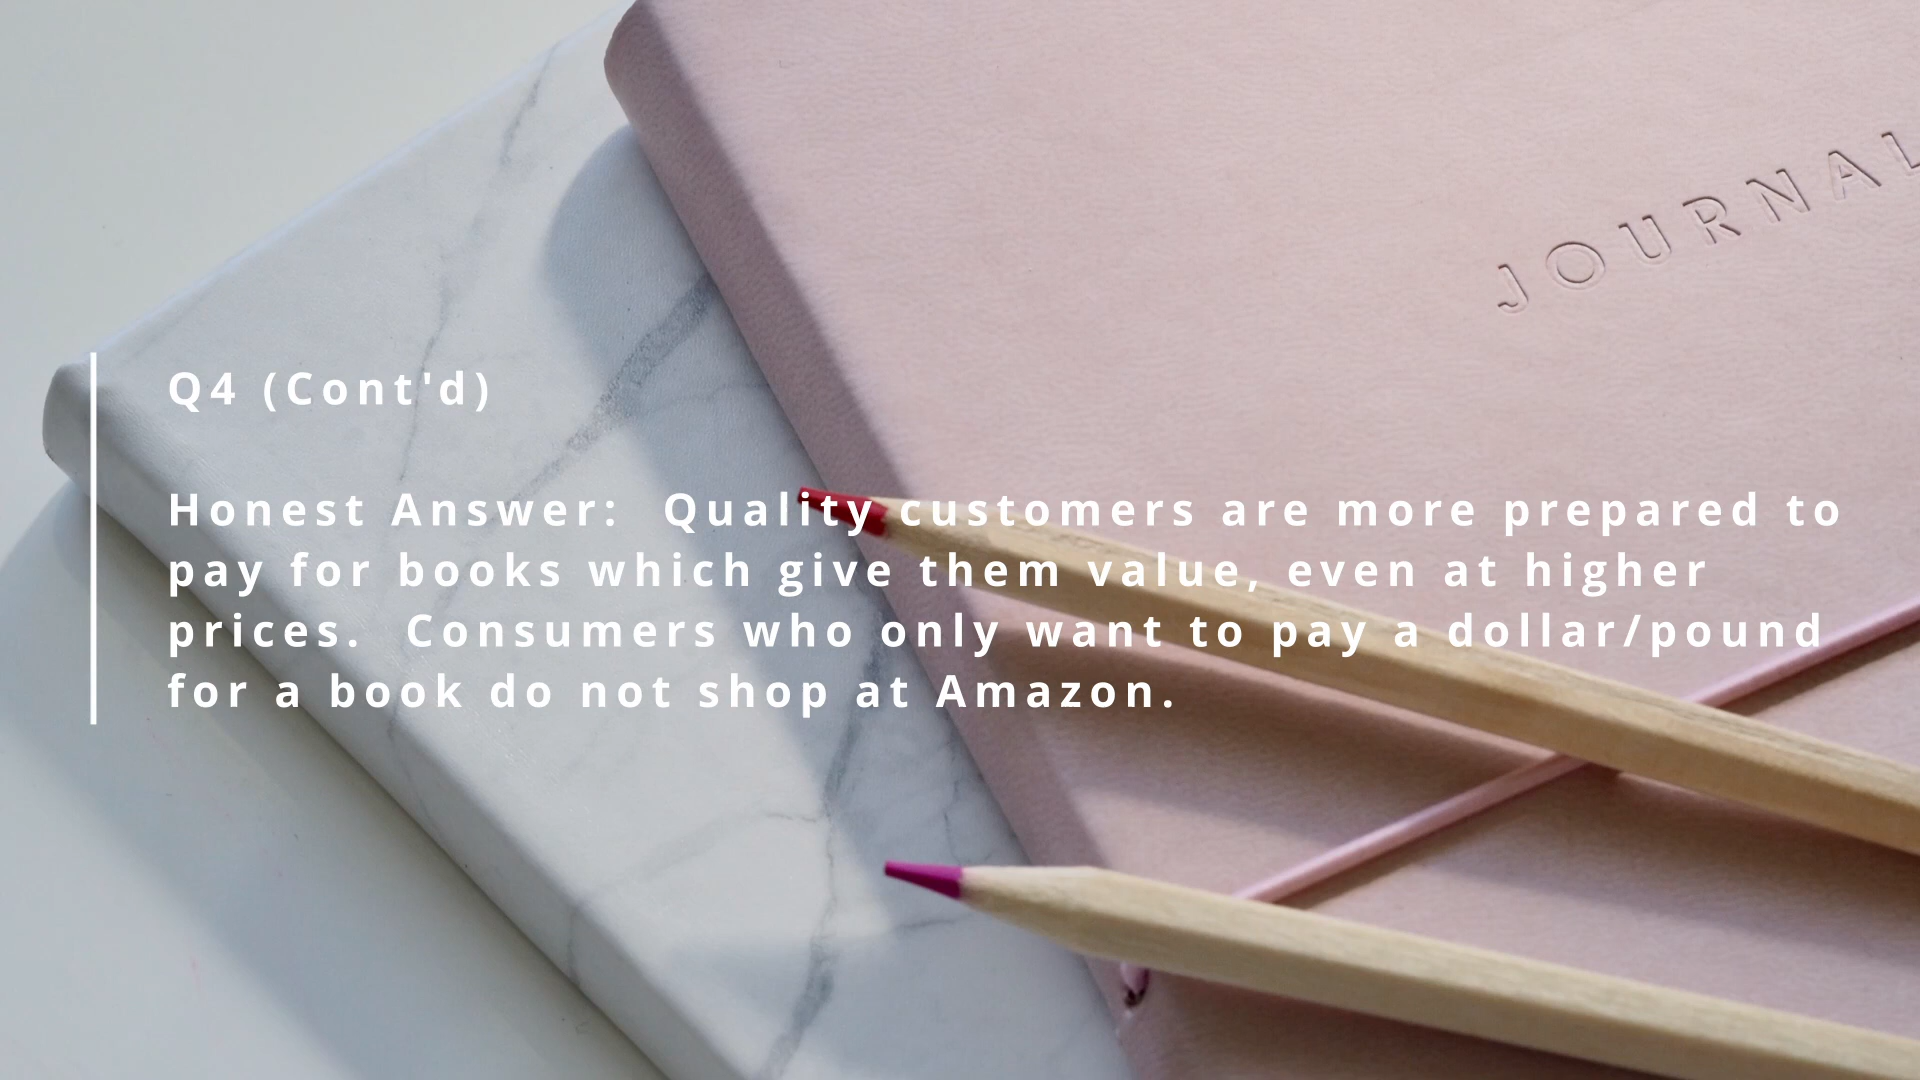 JOURNAL
Q4 (Cont'd)
Honest Answer:  Quality customers are more prepared to
pay for books which give them value, even at higher
prices.  Consumers who only want to pay a dollar/pound
for a book do not shop at Amazon.